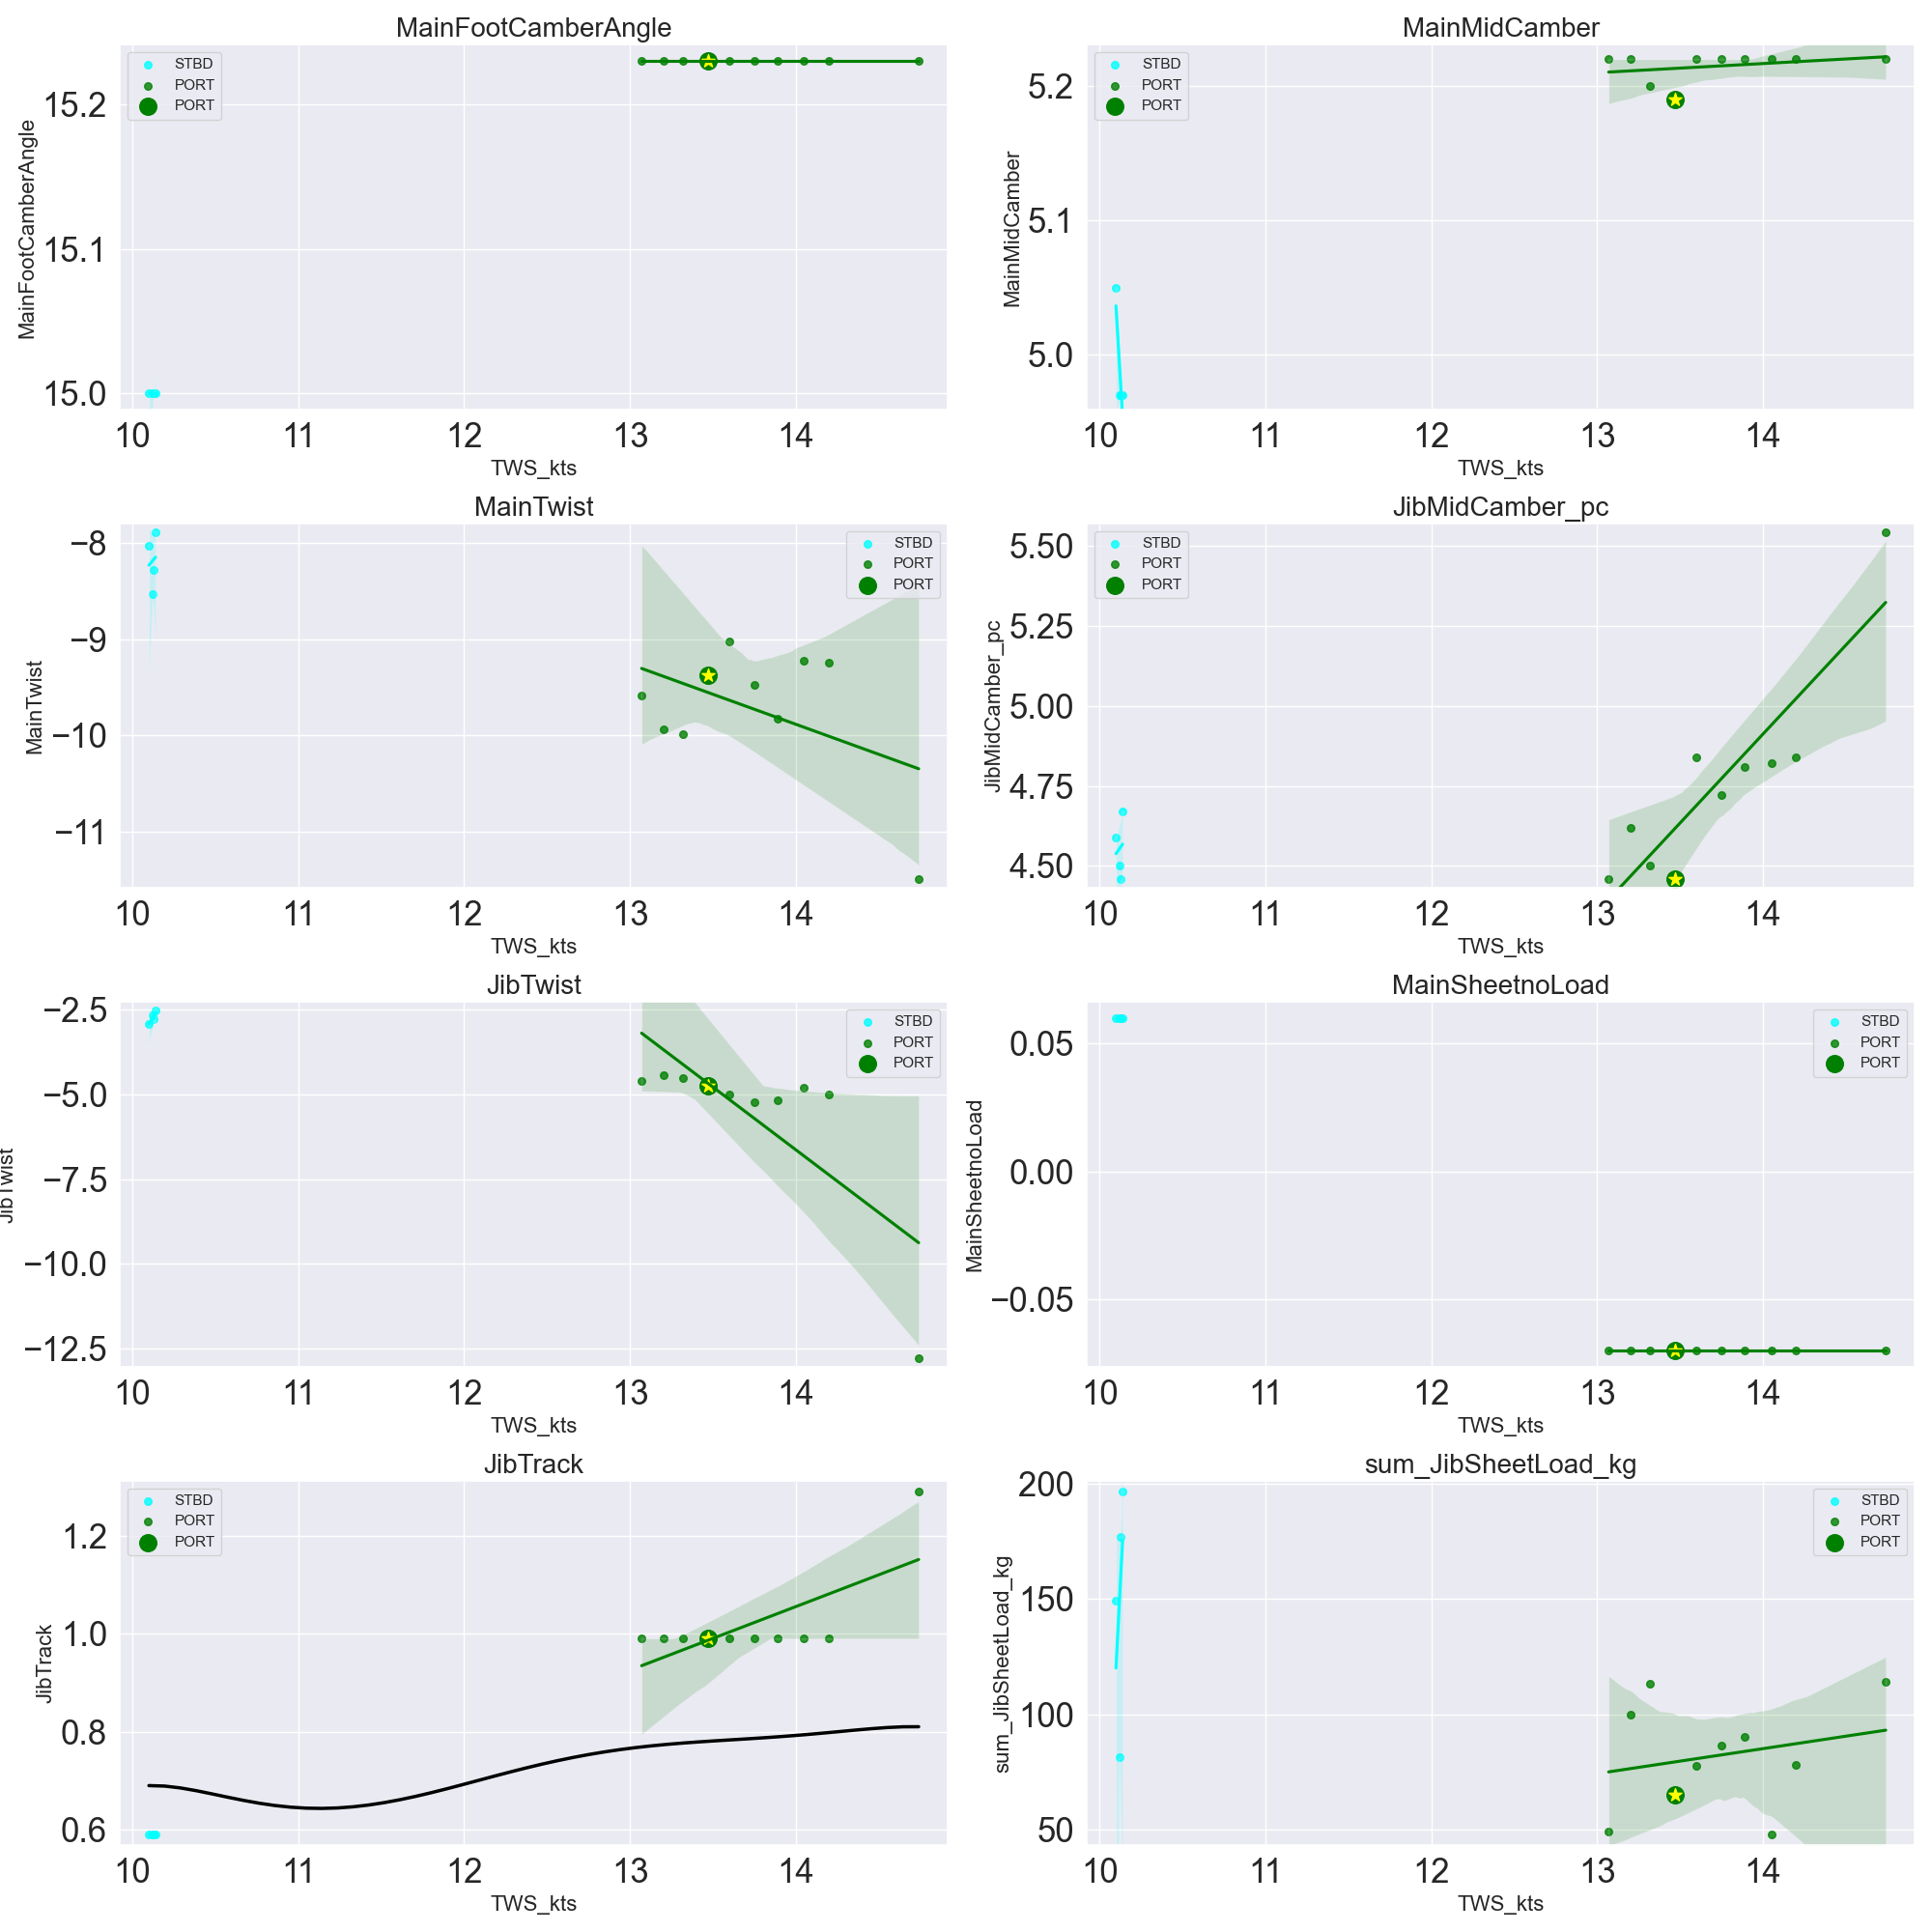 MainFootCamberAngle
STBD
PORT
PORT
MainFootCamberAngle
15.2
15.1
15.0
10 11 12 13 14
TWS_kts
MainMidCamber
STBD
PORT
PORT
MainMidCamber
5.2
5.1
5.0
10 11 12 13 14
TWS_kts
MainTwist
STBD
PORT
PORT
MainTwist
−8
−9
−10
−11
10 11 12 13 14
TWS_kts
JibMidCamber_pc
STBD
PORT
PORT
JibMidCamber_pc
5.50
5.25
5.00
4.75
4.50
10 11 12 13 14
TWS_kts
JibTwist
STBD
PORT
PORT
JibTwist
−2.5
−5.0
−7.5
−10.0
−12.5
10 11 12 13 14
TWS_kts
MainSheetnoLoad
STBD
PORT
PORT
MainSheetnoLoad
0.05
0.00
−0.05
10 11 12 13 14
TWS_kts
JibTrack
STBD
PORT
PORT
JibTrack
1.2
1.0
0.8
0.6
10 11 12 13 14
TWS_kts
sum_JibSheetLoad_kg
STBD
PORT
PORT
sum_JibSheetLoad_kg
200
150
100
50
10 11 12 13 14
TWS_kts